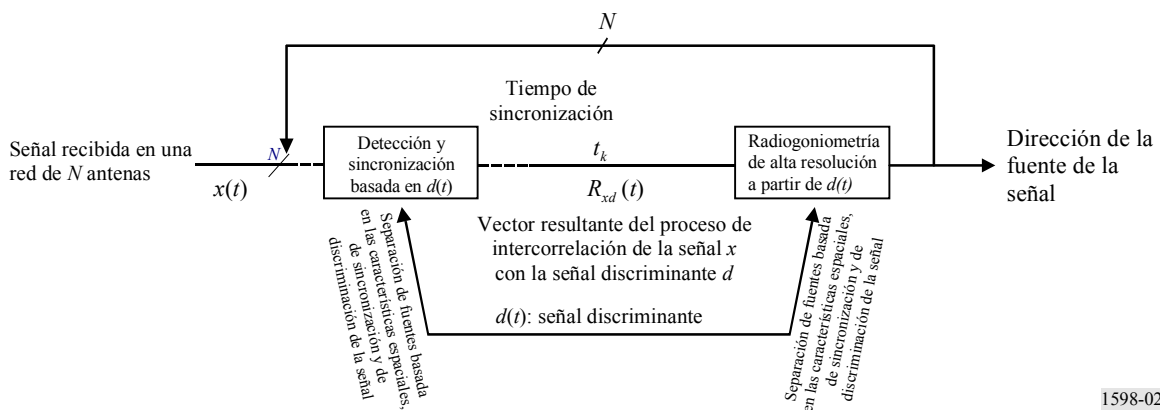 N
Tiempo de
sincronización
Señal recibida en una
red de N antenas
N
x(t)
Detección y
sincronización
basada en d(t)
t_k
R_{xd}(t)
Radiogoniometría
de alta resolución
a partir de d(t)
Dirección de la
fuente de la
señal
Separación de fuentes basada
en las características espaciales,
de sincronización y de
discriminación de la señal
Vector resultante del proceso de
intercorrelación de la señal x
con la señal discriminante d
d(t): señal discriminante
Separación de fuentes basada
en las características espaciales,
de sincronización y de
discriminación de la señal
1598-02